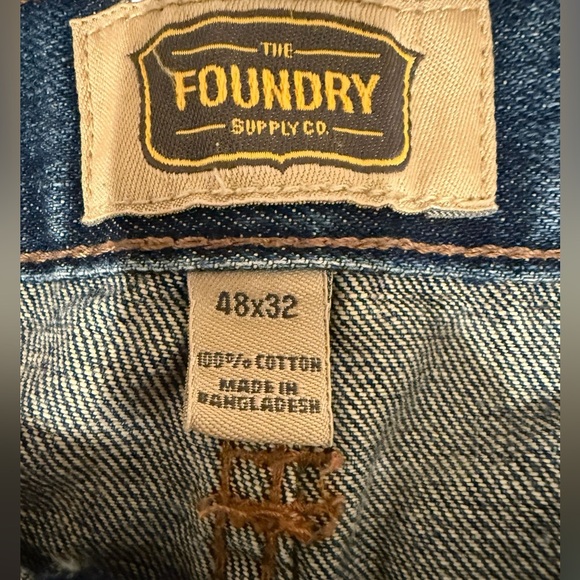 THE
FOUNDRY
SUPPLY CO.
48x32
100% COTTON
MADE IN
BANGLADESH